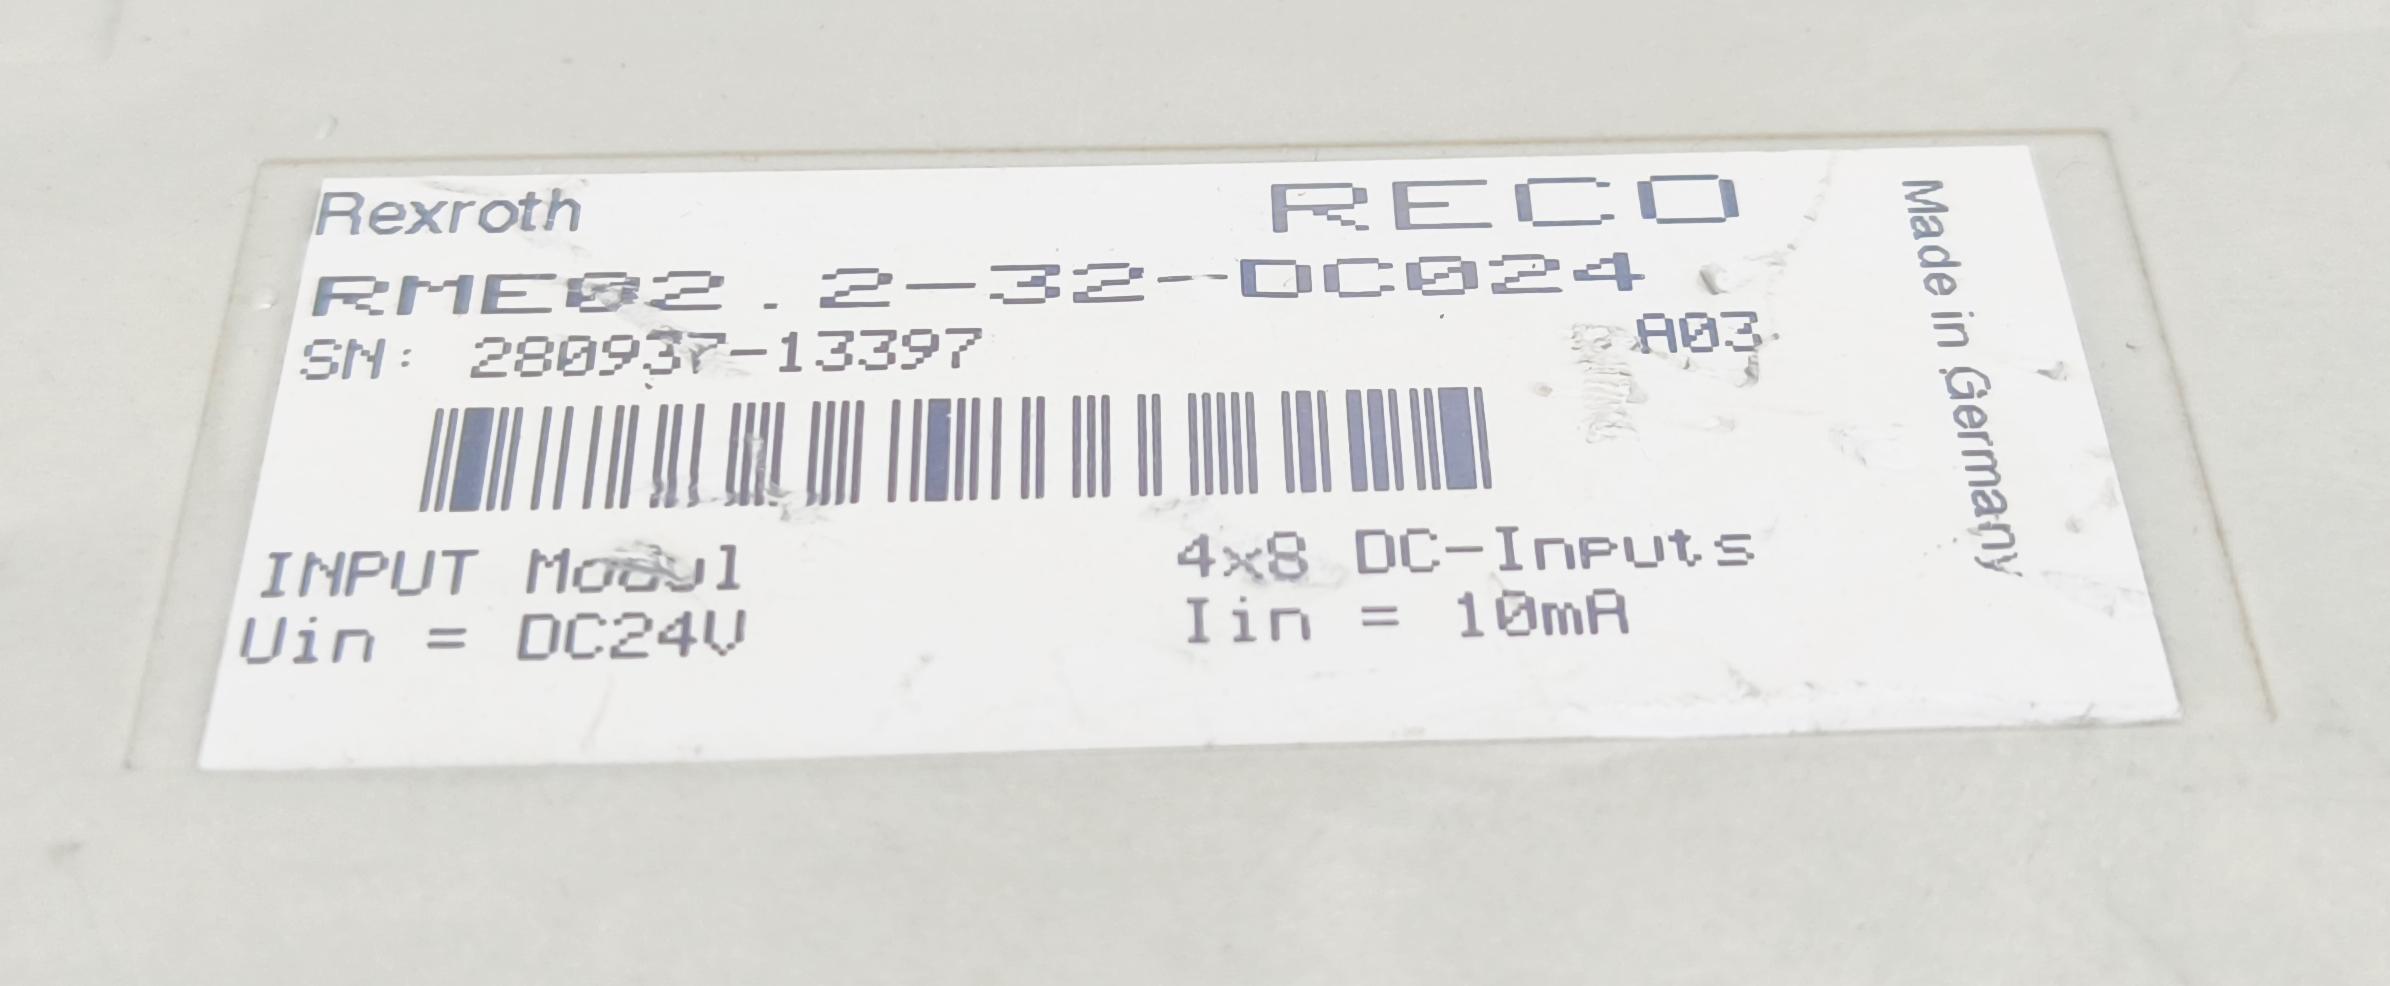 Rexroth RECO
RME02.2-32-DC024
A03
SN: 280937-13397
INPUT Modul 4x8 DC-Inputs
Uin = DC24V Iin = 10mA
Made in Germany